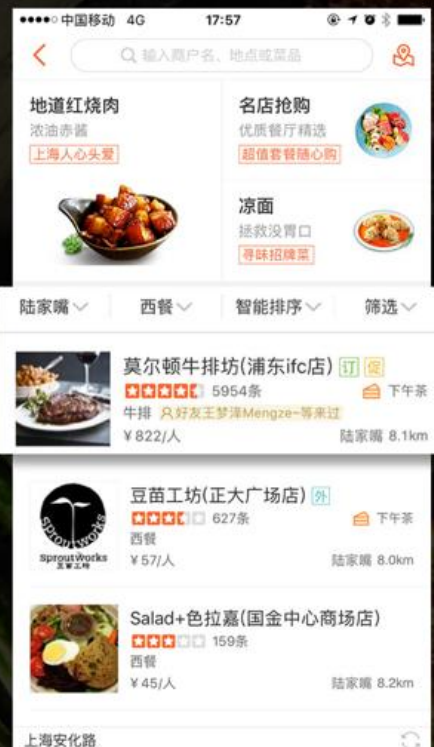 中国移动 4G 17:57
输入商户名、地点或菜品
地道红烧肉
浓油赤酱
上海人心头爱
名店抢购
优质餐厅精选
超值套餐随心购
凉面
拯救没胃口
寻味招牌菜
陆家嘴 西餐 智能排序 筛选
莫尔顿牛排坊(浦东ifc店) 订 促
5954条 下午茶
牛排 好友王梦泽Mengze~等来过
¥822/人 陆家嘴 8.1km
豆苗工坊(正大广场店) 外
627条 下午茶
西餐
¥57/人 陆家嘴 8.0km
sproutworks
豆苗工坊
Salad+色拉嘉(国金中心商场店)
159条
西餐
¥45/人 陆家嘴 8.2km
上海安化路